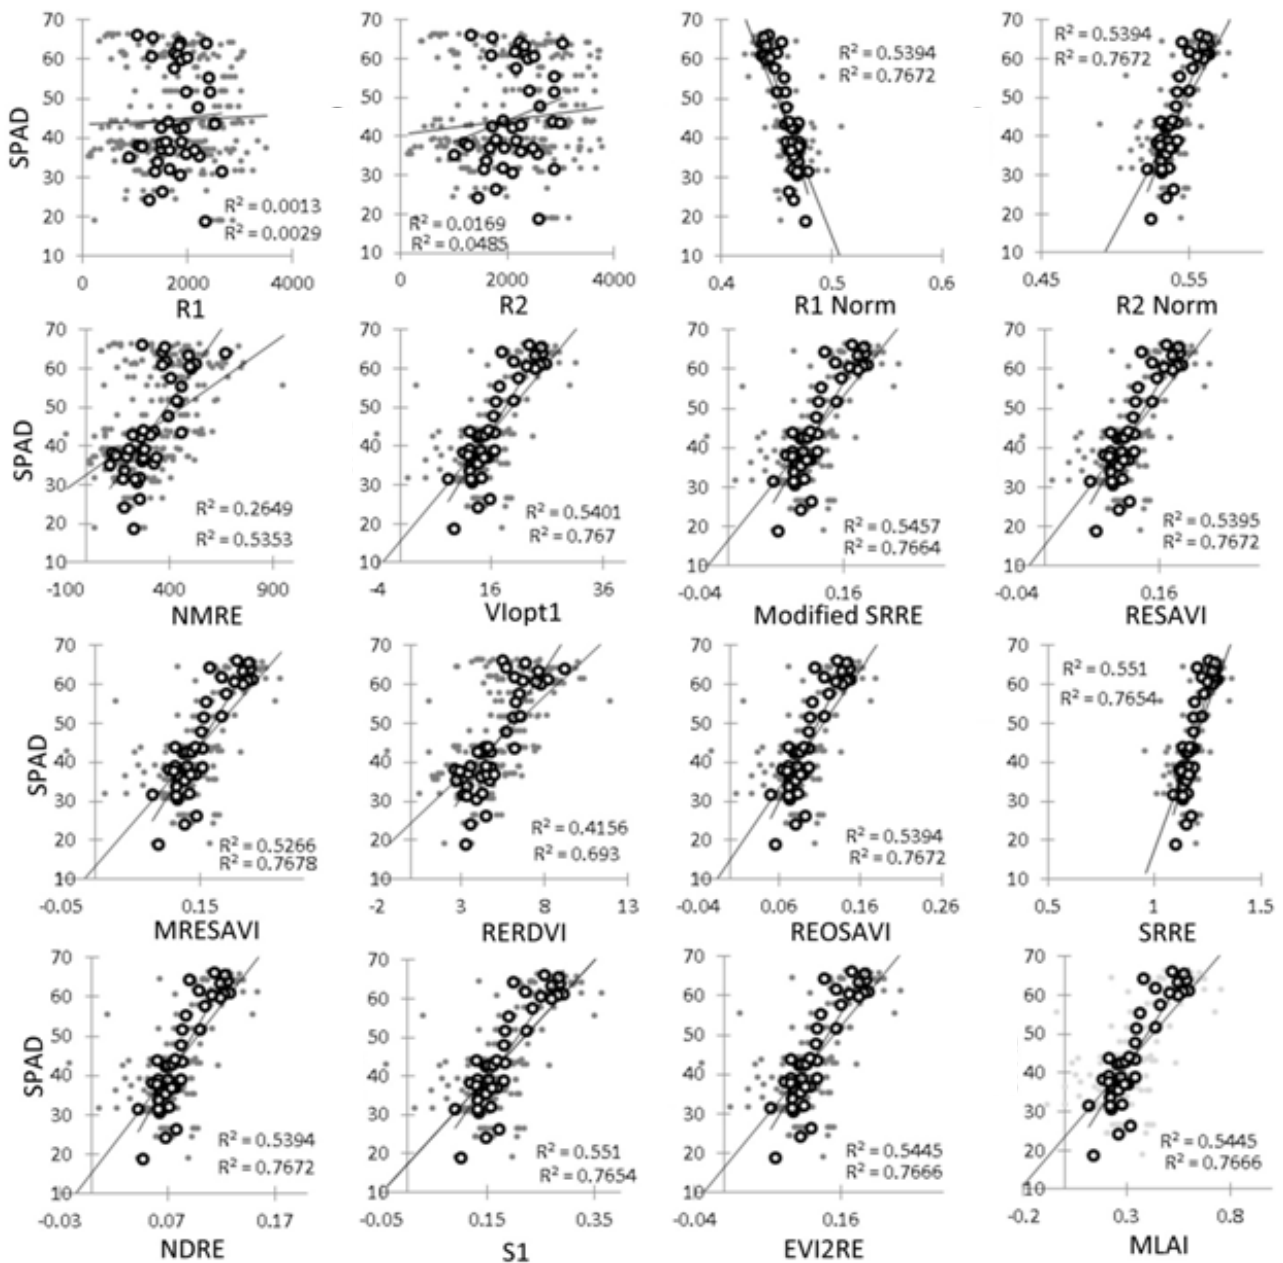 70
60
50
40
30
20
10
SPAD
R² = 0.0013
R² = 0.0029
0 2000 4000
R1
70
60
50
40
30
20
10
R² = 0.0169
R² = 0.0485
0 2000 4000
R2
70
60
50
40
30
20
10
R² = 0.5394
R² = 0.7672
0.4 0.5 0.6
R1 Norm
70
60
50
40
30
20
10
R² = 0.5394
R² = 0.7672
0.45 0.55
R2 Norm
70
60
50
40
30
20
10
SPAD
R² = 0.2649
R² = 0.5353
-100 400 900
NMRE
70
60
50
40
30
20
10
R² = 0.5401
R² = 0.767
-4 16 36
VIopt1
70
60
50
40
30
20
10
R² = 0.5457
R² = 0.7664
-0.04 0.16
Modified SRRE
70
60
50
40
30
20
10
R² = 0.5395
R² = 0.7672
-0.04 0.16
RESAVI
70
60
50
40
30
20
10
SPAD
R² = 0.5266
R² = 0.7678
-0.05 0.15
MRESAVI
70
60
50
40
30
20
10
R² = 0.4156
R² = 0.693
-2 3 8 13
RERDVI
70
60
50
40
30
20
10
R² = 0.5394
R² = 0.7672
-0.04 0.06 0.16 0.26
REOSAVI
70
60
50
40
30
20
10
R² = 0.551
R² = 0.7654
0.5 1 1.5
SRRE
70
60
50
40
30
20
10
SPAD
R² = 0.5394
R² = 0.7672
-0.03 0.07 0.17
NDRE
70
60
50
40
30
20
10
R² = 0.551
R² = 0.7654
-0.05 0.15 0.35
S1
70
60
50
40
30
20
10
R² = 0.5445
R² = 0.7666
-0.04 0.16
EVI2RE
70
60
50
40
30
20
10
R² = 0.5445
R² = 0.7666
-0.2 0.3 0.8
MLAI